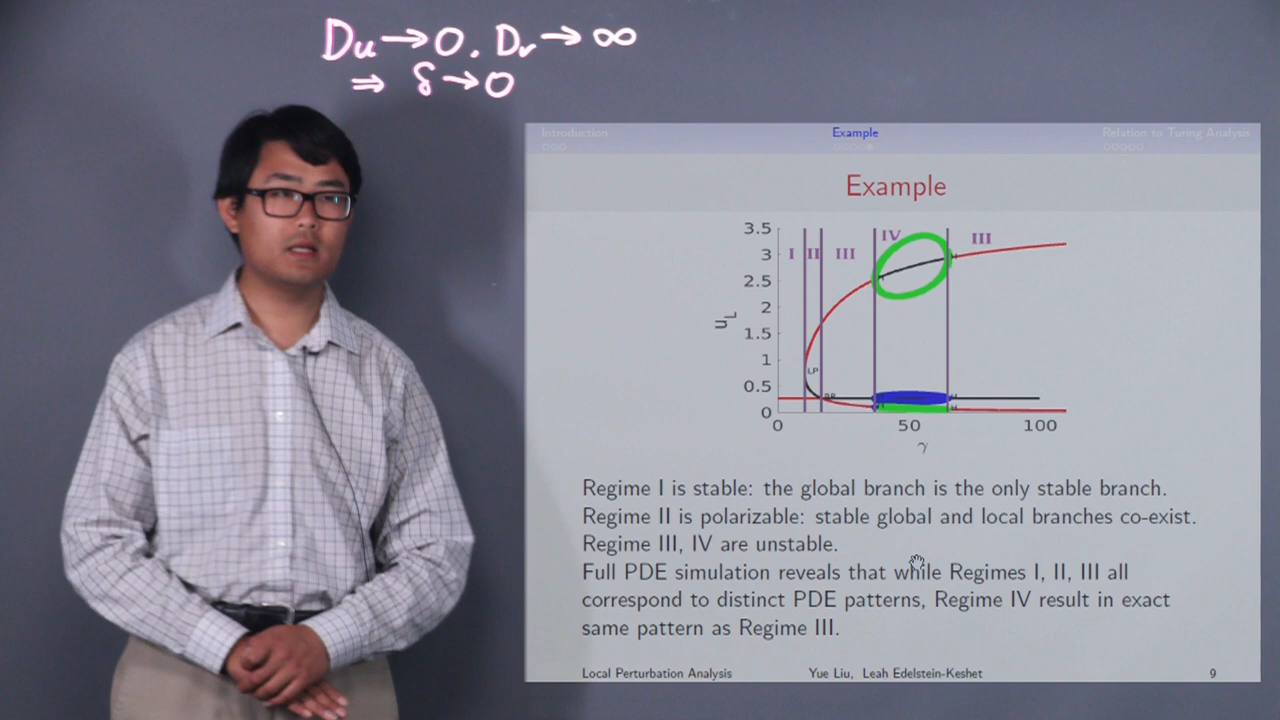 Du → 0. Dv → ∞
⇒ δ → 0
Introduction Example Relation to Turing Analysis
Example
3.5
3
2.5
2
1.5
1
0.5
0
u_L
I II III IV III
LP
BP
H
H
H
H
0 50 100
γ
Regime I is stable: the global branch is the only stable branch.
Regime II is polarizable: stable global and local branches co-exist.
Regime III, IV are unstable.
Full PDE simulation reveals that while Regimes I, II, III all
correspond to distinct PDE patterns, Regime IV result in exact
same pattern as Regime III.
Local Perturbation Analysis Yue Liu, Leah Edelstein-Keshet 9